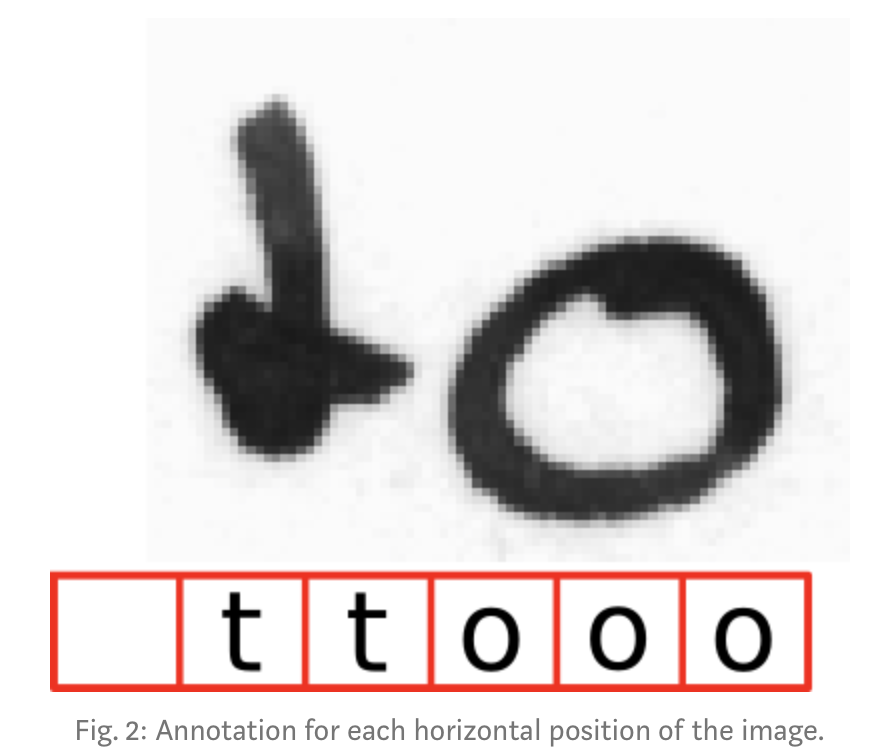 to
t t o o o
Fig. 2: Annotation for each horizontal position of the image.